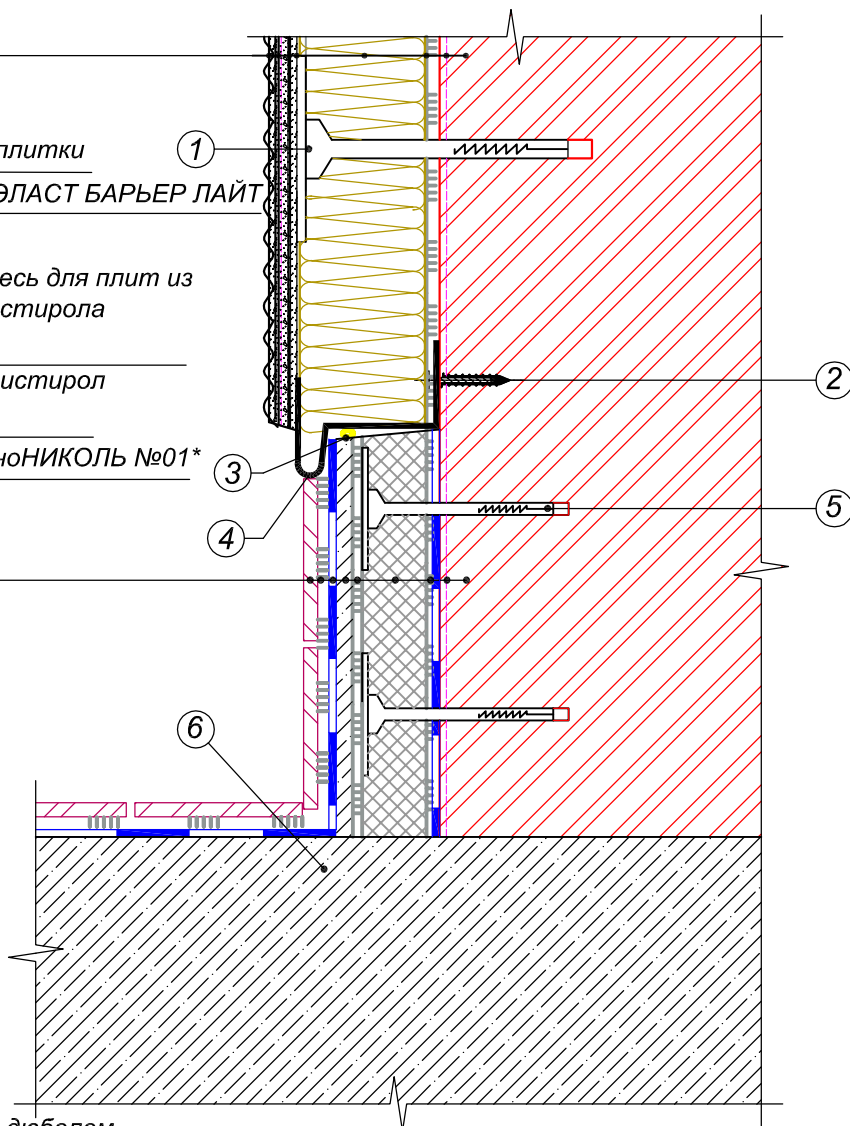 плитки
1
ЭЛАСТ БАРЬЕР ЛАЙТ
есь для плит из
стирола
истирол
2
ноНИКОЛЬ №01*
3
4
5
6
дюбелем